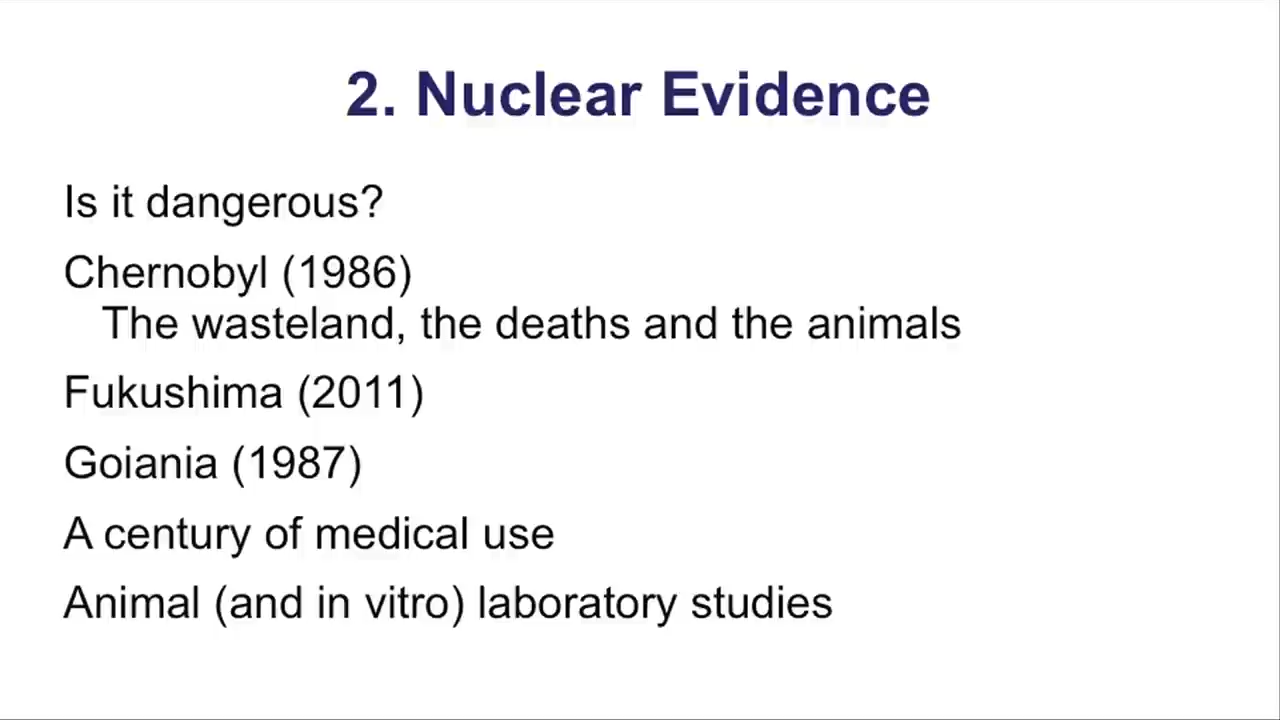 2. Nuclear Evidence
Is it dangerous?
Chernobyl (1986)
The wasteland, the deaths and the animals
Fukushima (2011)
Goiania (1987)
A century of medical use
Animal (and in vitro) laboratory studies